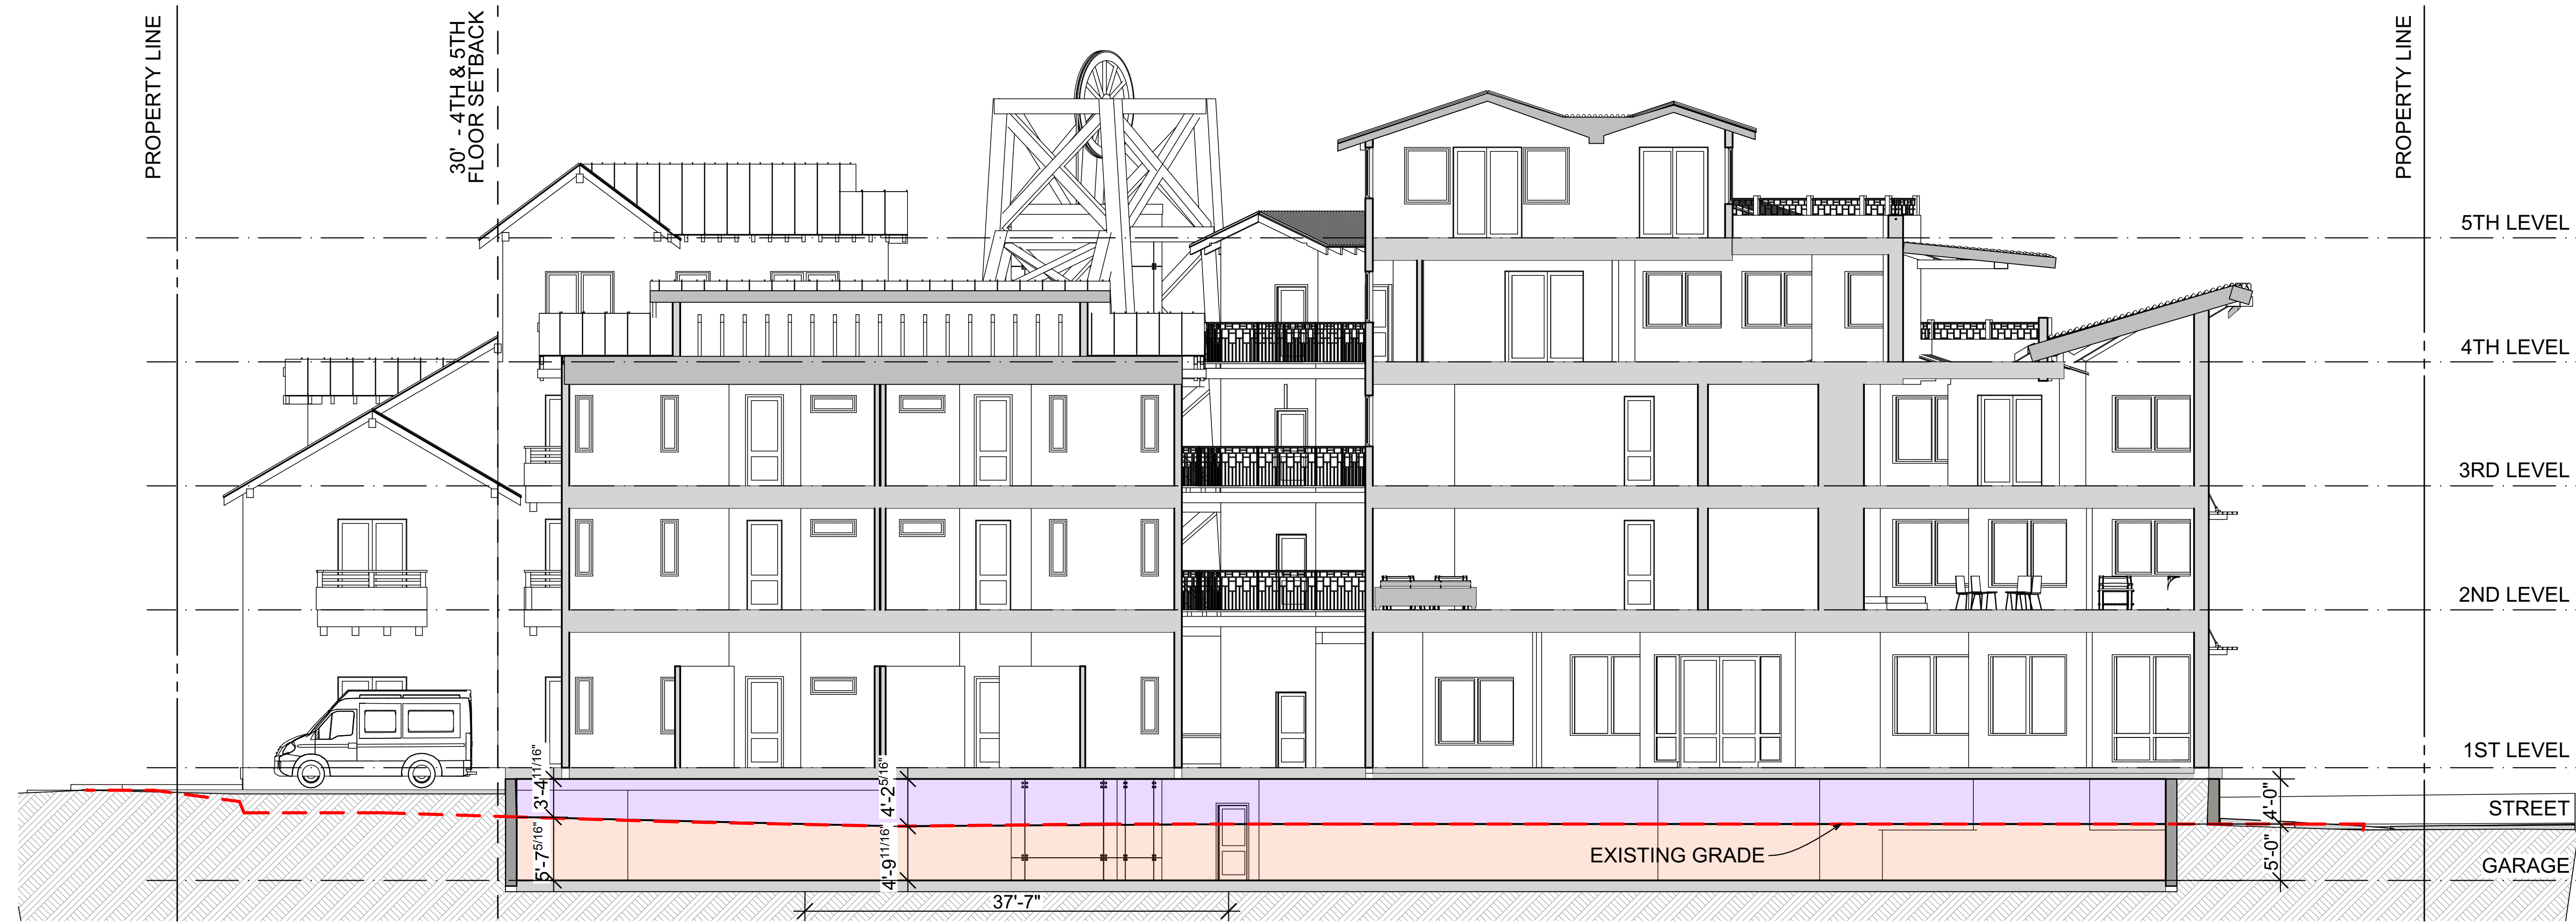 PROPERTY LINE
30' - 4TH & 5TH
FLOOR SETBACK
PROPERTY LINE
5TH LEVEL
4TH LEVEL
3RD LEVEL
2ND LEVEL
1ST LEVEL
3'-4 11/16"
4'-2 5/16"
4'-0"
STREET
5'-7 5/16"
4'-9 11/16"
EXISTING GRADE
5'-0"
GARAGE
37'-7"